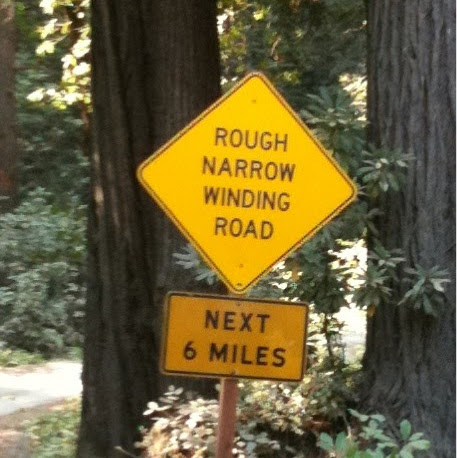 ROUGH
NARROW
WINDING
ROAD
NEXT
6 MILES